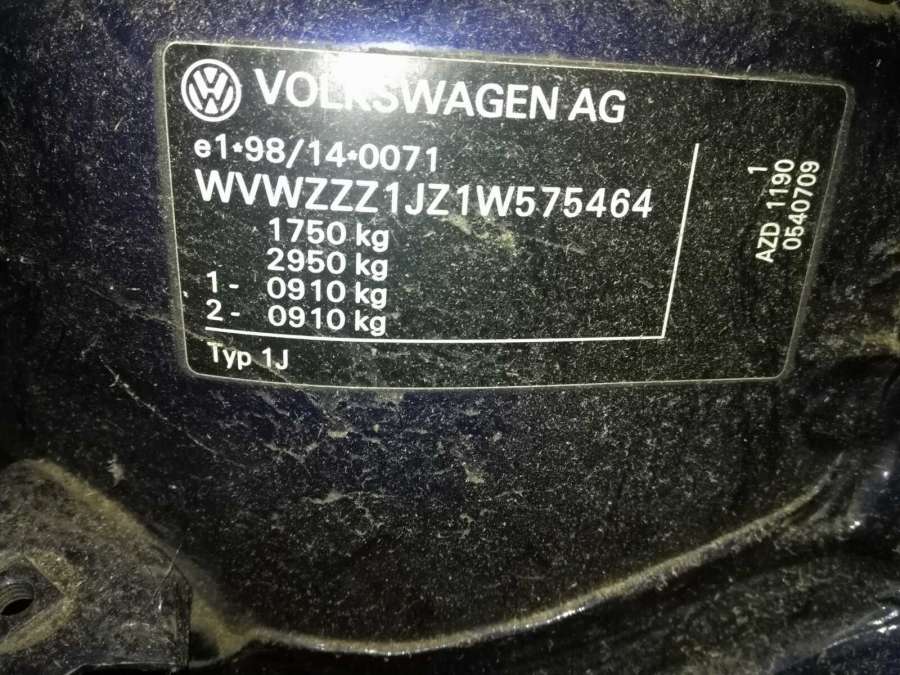 VOLKSWAGEN AG
e1*98/14*0071
WVWZZZ1JZ1W575464
1750 kg
2950 kg
1- 0910 kg
2- 0910 kg
Typ 1J
1
AZD 1190
0540709